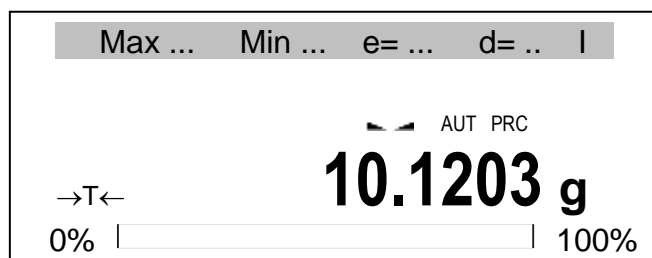 Max ... Min ... e= ... d= .. I
AUT PRC
10.1203 g
→T←
0% 100%